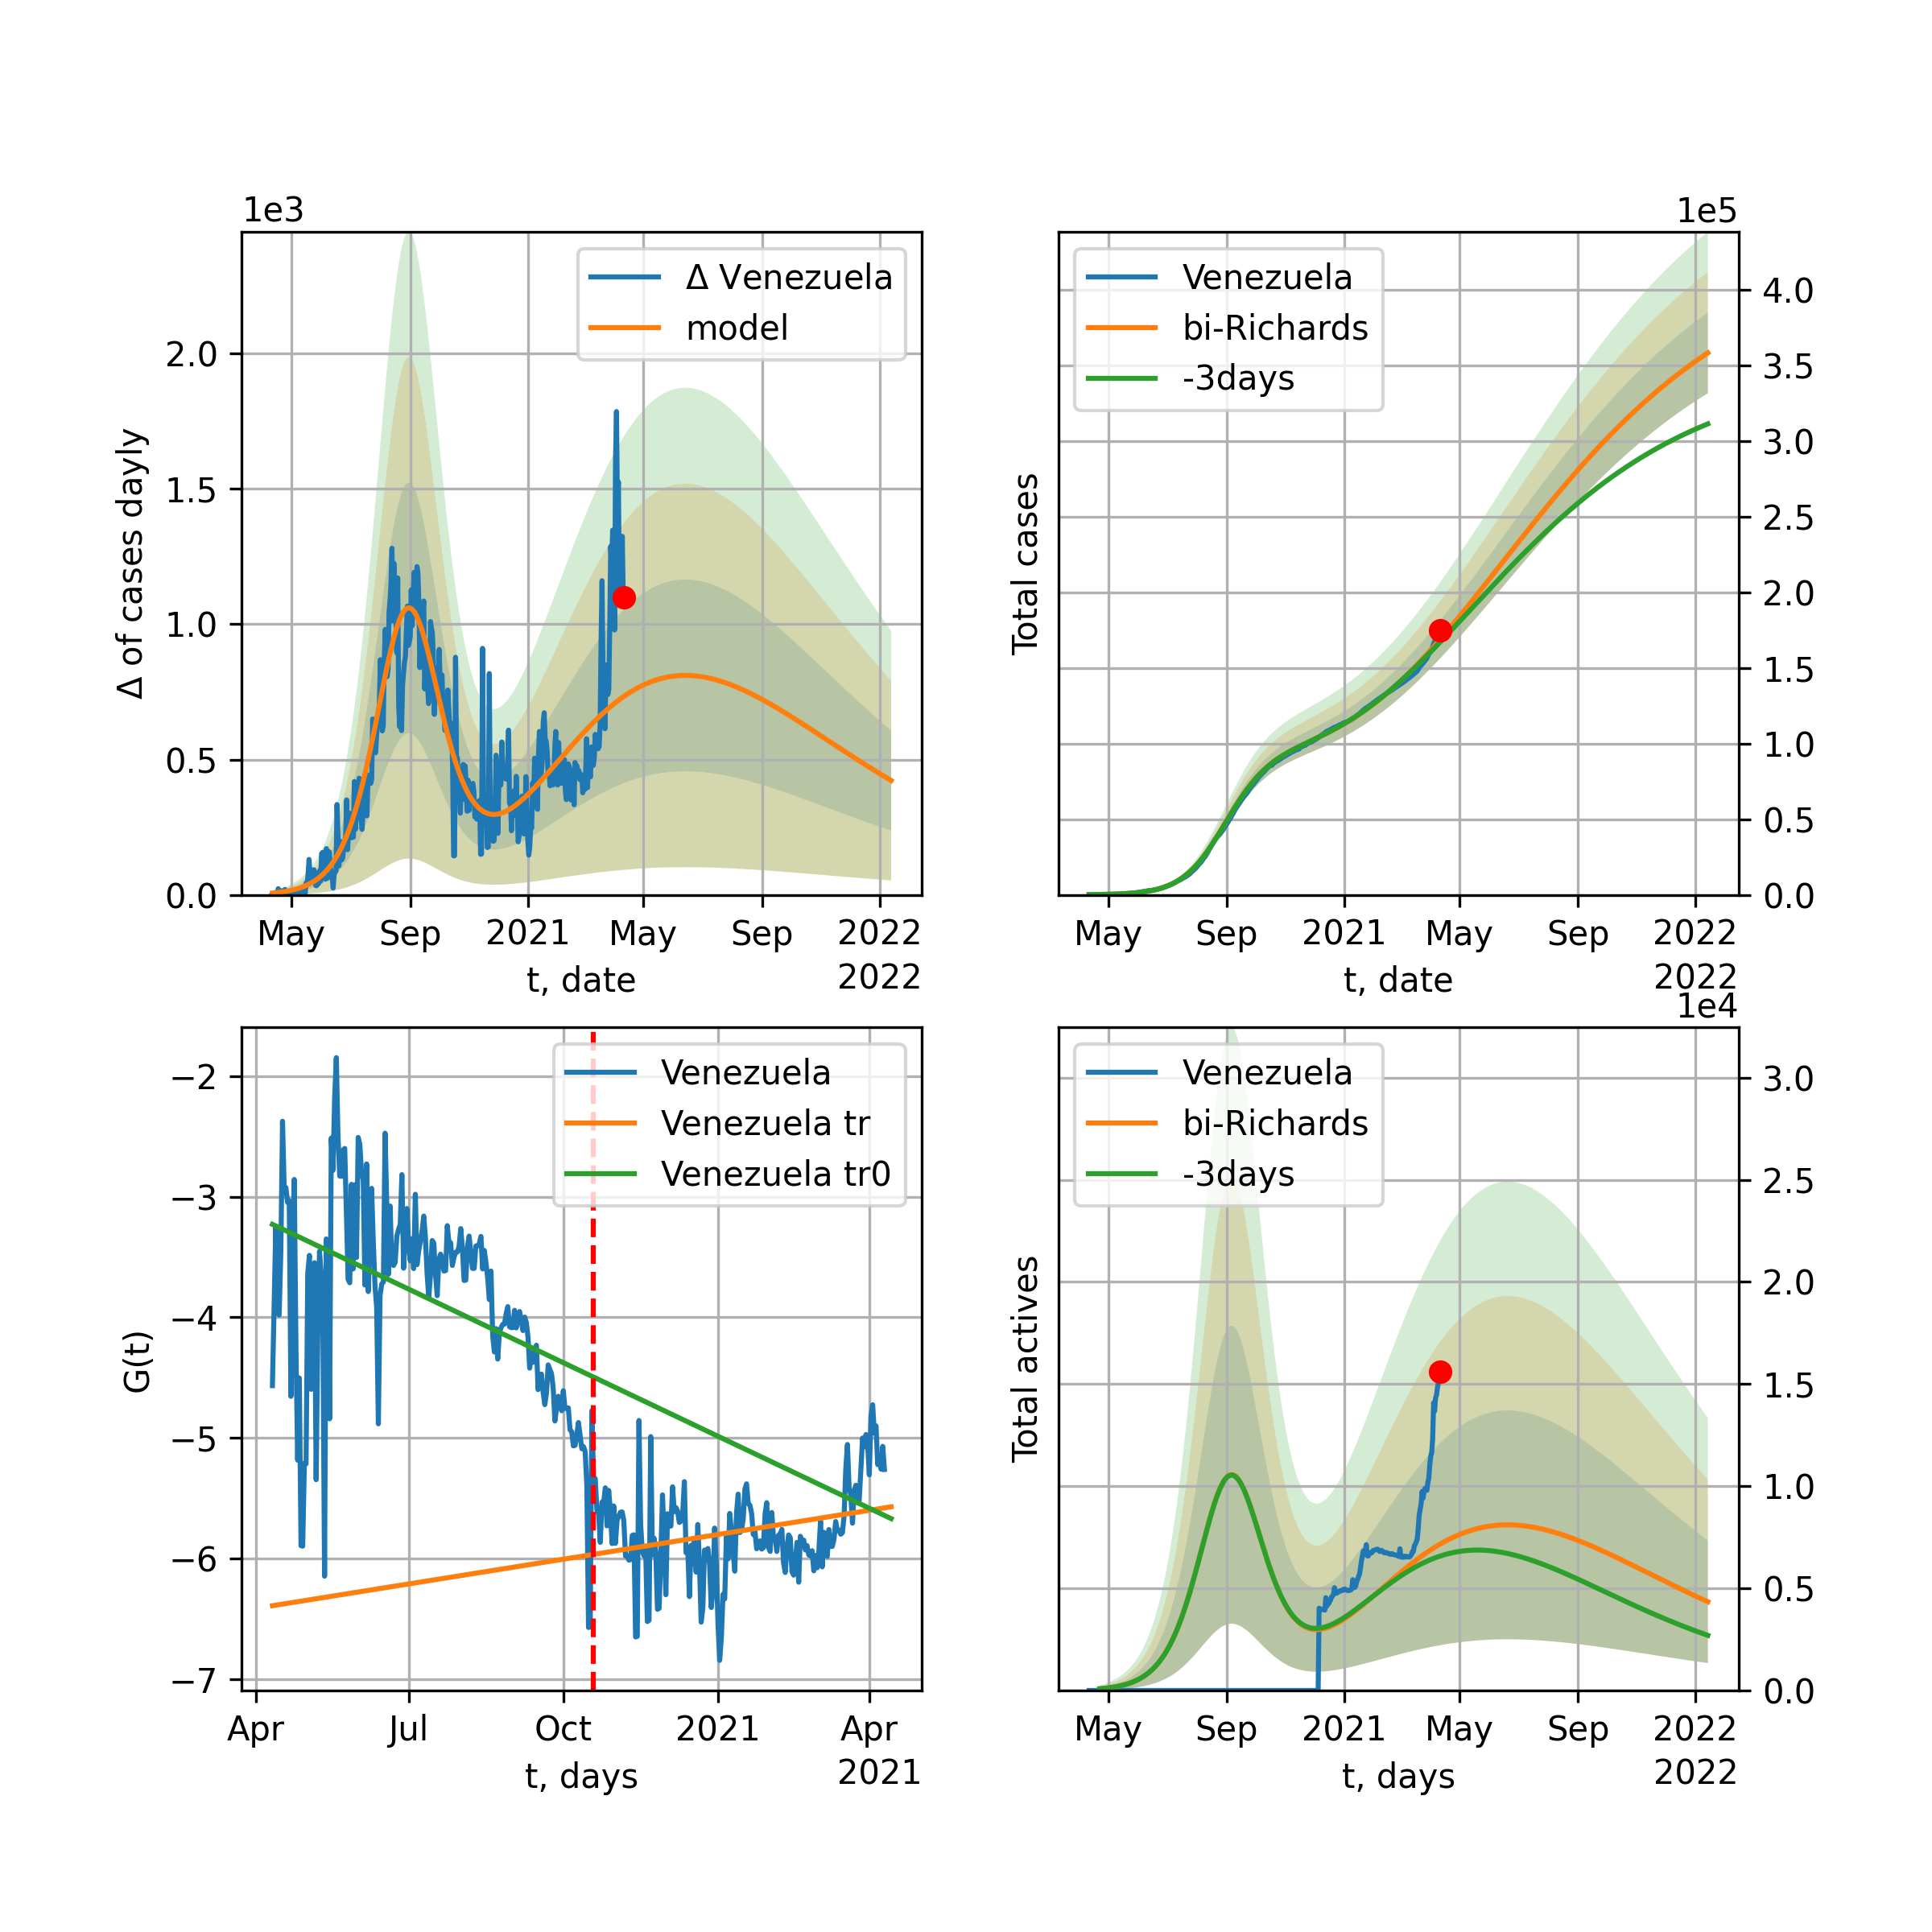 1e3
Δ of cases dayly
2.0
1.5
1.0
0.5
0.0
Δ Venezuela
model
May Sep 2021 May Sep 2022
t, date
2022
1e5
Total cases
Venezuela
bi-Richards
-3days
4.0
3.5
3.0
2.5
2.0
1.5
1.0
0.5
0.0
May Sep 2021 May Sep 2022
t, date
2022
G(t)
−2
−3
−4
−5
−6
−7
Venezuela
Venezuela tr
Venezuela tr0
Apr Jul Oct 2021 Apr
t, days
2021
1e4
Total actives
Venezuela
bi-Richards
-3days
3.0
2.5
2.0
1.5
1.0
0.5
0.0
May Sep 2021 May Sep 2022
t, days
2022